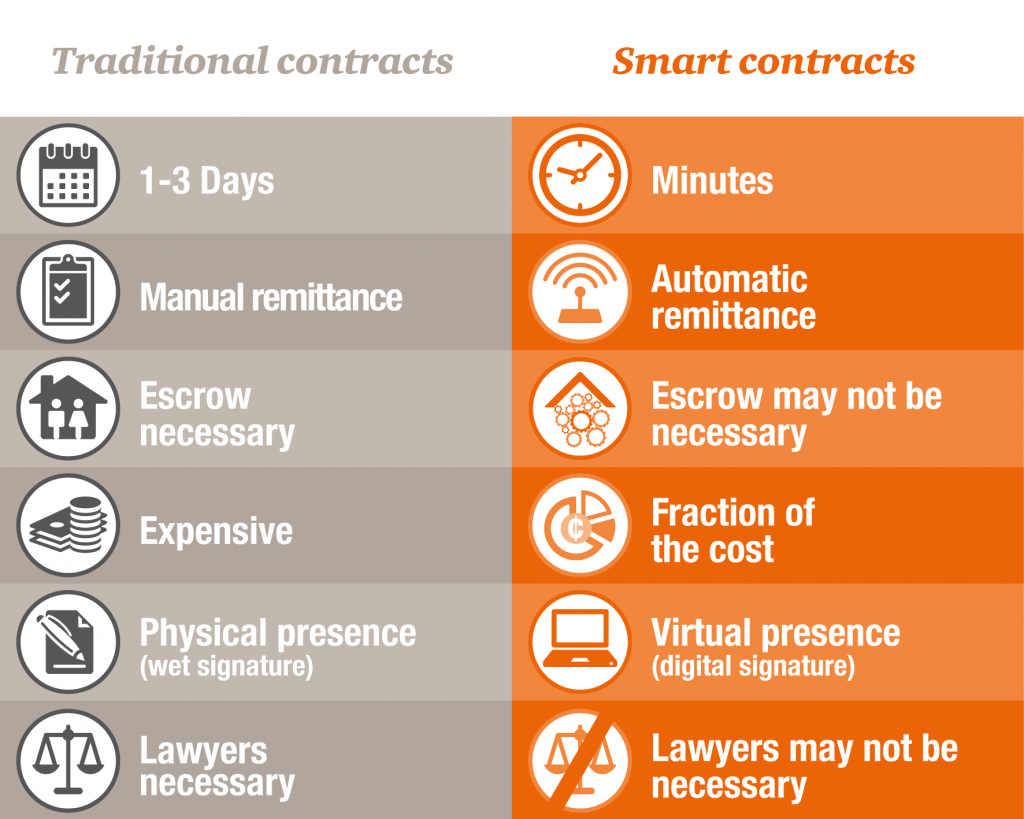 Traditional contracts
Smart contracts
1-3 Days
Minutes
Manual remittance
Automatic
remittance
Escrow
necessary
Escrow may not be
necessary
Expensive
Fraction of
the cost
Physical presence
(wet signature)
Virtual presence
(digital signature)
Lawyers
necessary
Lawyers may not be
necessary